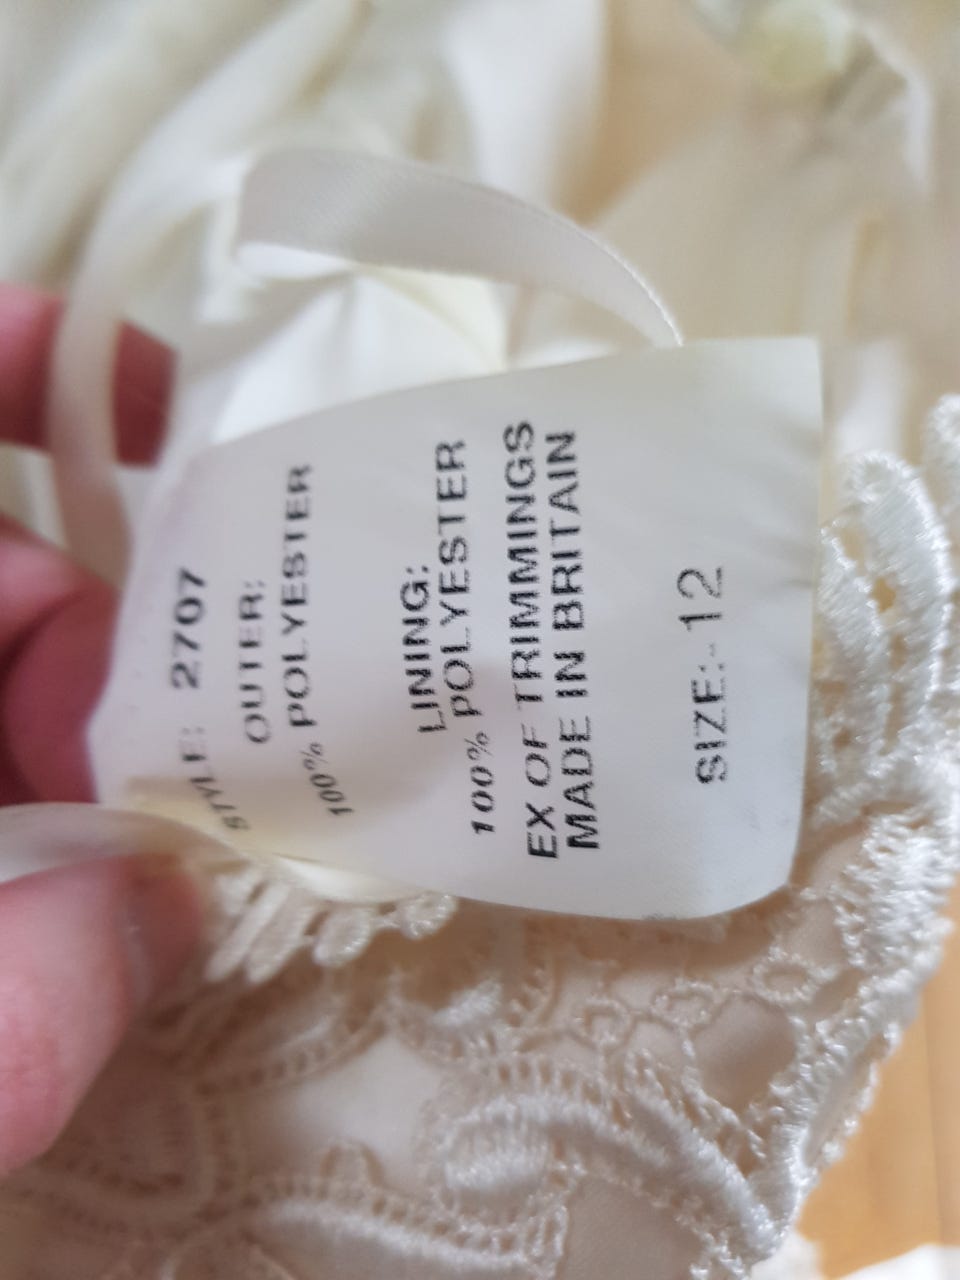 STYLE: 2707
OUTER:
100% POLYESTER
LINING:
100% POLYESTER
EX OF TRIMMINGS
MADE IN BRITAIN
SIZE:- 12